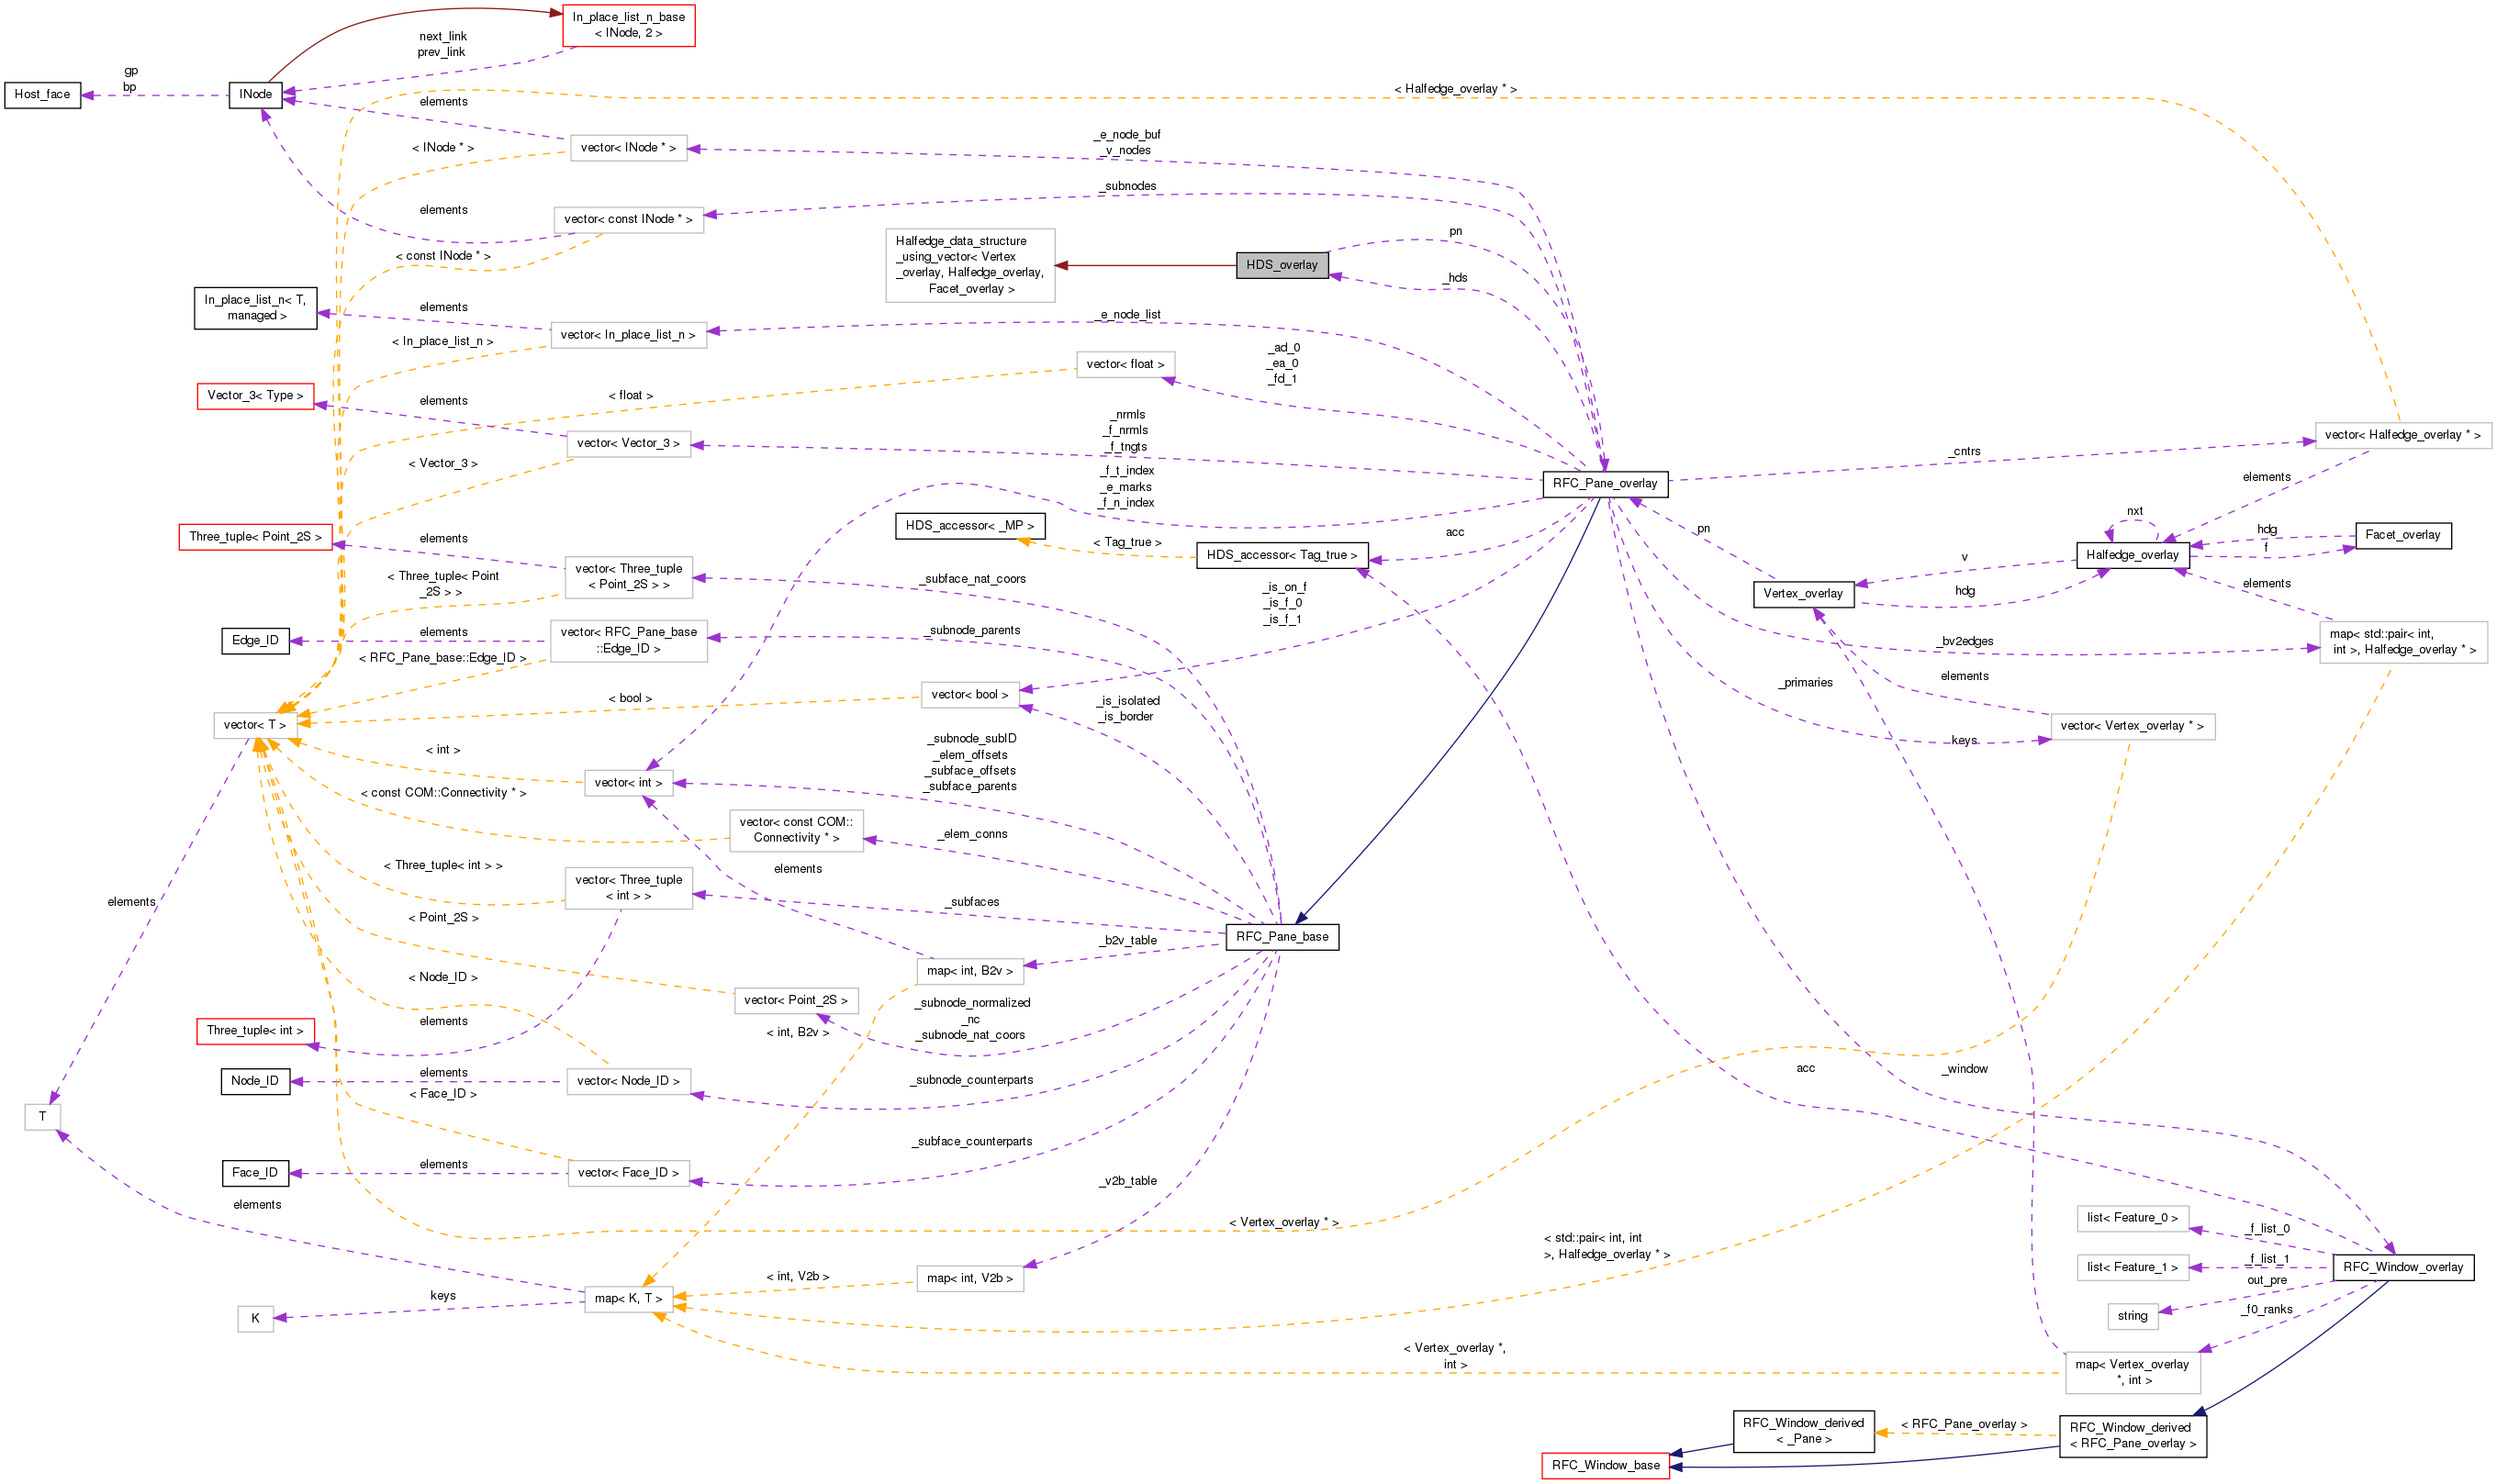 In_place_list_n_base
< INode, 2 >
next_link
prev_link
gp
bp
Host_face
INode
< Halfedge_overlay * >
elements
_e_node_buf
_v_nodes
< INode * >
vector< INode * >
_subnodes
elements
vector< const INode * >
pn
Halfedge_data_structure
_using_vector< Vertex
_overlay, Halfedge_overlay,
Facet_overlay >
HDS_overlay
< const INode * >
_hds
In_place_list_n< T,
managed >
elements
_e_node_list
vector< In_place_list_n >
< In_place_list_n >
_ad_0
_ea_0
_fd_1
vector< float >
Vector_3< Type >
elements
< float >
_nrmls
_f_nrmls
_f_tngts
vector< Vector_3 >
vector< Halfedge_overlay * >
_cntrs
< Vector_3 >
_f_t_index
_e_marks
_f_n_index
elements
RFC_Pane_overlay
nxt
HDS_accessor< _MP >
Three_tuple< Point_2S >
elements
acc
pn
hdg
Facet_overlay
< Tag_true >
HDS_accessor< Tag_true >
f
Halfedge_overlay
v
vector< Three_tuple
< Point_2S > >
< Three_tuple< Point
_2S > >
_subface_nat_coors
_is_on_f
_is_f_0
_is_f_1
hdg
Vertex_overlay
elements
Edge_ID
elements
vector< RFC_Pane_base
::Edge_ID >
_subnode_parents
_bv2edges
map< std::pair< int,
int >, Halfedge_overlay * >
< RFC_Pane_base::Edge_ID >
elements
_primaries
vector< bool >
< bool >
_is_isolated
_is_border
vector< T >
vector< Vertex_overlay * >
keys
< int >
_subnode_subID
_elem_offsets
_subface_offsets
_subface_parents
vector< int >
< const COM::Connectivity * >
vector< const COM::
Connectivity * >
_elem_conns
< Three_tuple< int > >
elements
vector< Three_tuple
< int > >
_subfaces
elements
< Point_2S >
RFC_Pane_base
_b2v_table
map< int, B2v >
< Node_ID >
vector< Point_2S >
_subnode_normalized
_nc
_subnode_nat_coors
Three_tuple< int >
elements
< int, B2v >
Node_ID
elements
vector< Node_ID >
_subnode_counterparts
acc
_window
< Face_ID >
T
_subface_counterparts
Face_ID
elements
vector< Face_ID >
_v2b_table
elements
< Vertex_overlay * >
list< Feature_0 >
_f_list_0
< std::pair< int, int
>, Halfedge_overlay * >
list< Feature_1 >
_f_list_1
RFC_Window_overlay
< int, V2b >
map< int, V2b >
out_pre
keys
map< K, T >
K
string
_f0_ranks
< Vertex_overlay *,
int >
map< Vertex_overlay
*, int >
RFC_Window_derived
< _Pane >
< RFC_Pane_overlay >
RFC_Window_derived
< RFC_Pane_overlay >
RFC_Window_base